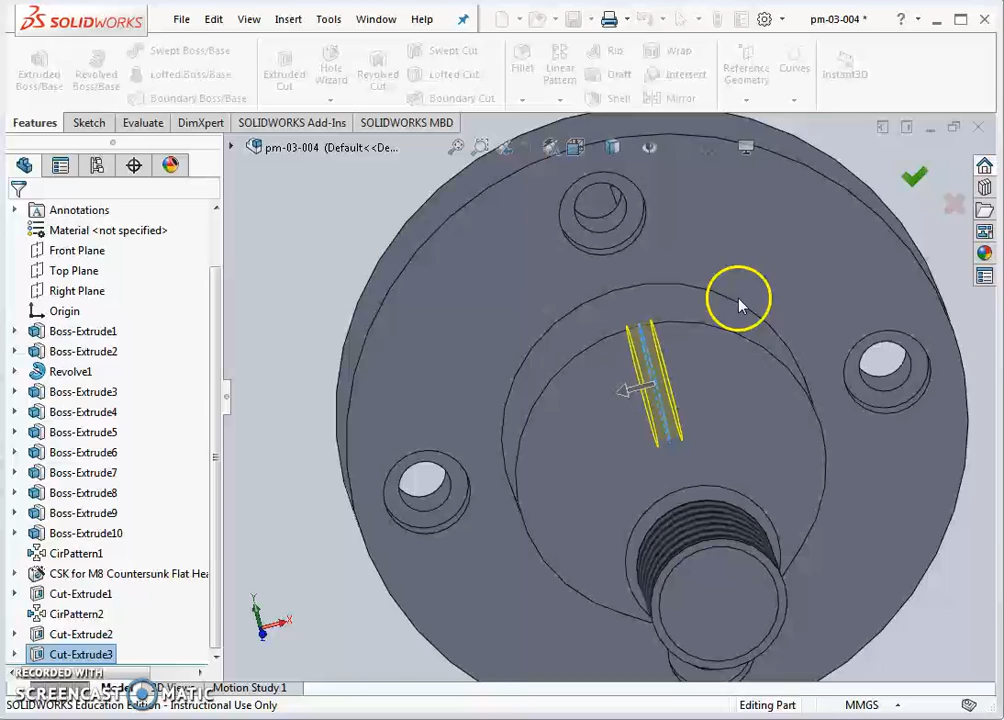 SOLIDWORKS
File Edit View Insert Tools Window Help
pm-03-004 *
Extruded Boss/Base
Revolved Boss/Base
Swept Boss/Base
Lofted Boss/Base
Boundary Boss/Base
Extruded Cut
Hole Wizard
Revolved Cut
Swept Cut
Lofted Cut
Boundary Cut
Fillet
Linear Pattern
Rib
Draft
Shell
Wrap
Intersect
Mirror
Reference Geometry
Curves
Instant3D
Features Sketch Evaluate DimXpert SOLIDWORKS Add-Ins SOLIDWORKS MBD
pm-03-004 (Default<<De...
Annotations
Material <not specified>
Front Plane
Top Plane
Right Plane
Origin
Boss-Extrude1
Boss-Extrude2
Revolve1
Boss-Extrude3
Boss-Extrude4
Boss-Extrude5
Boss-Extrude6
Boss-Extrude7
Boss-Extrude8
Boss-Extrude9
Boss-Extrude10
CirPattern1
CSK for M8 Countersunk Flat Hea
Cut-Extrude1
CirPattern2
Cut-Extrude2
Cut-Extrude3
Y
X
RECORDED WITH
SCREENCAST MATIC
Model 3D Views Motion Study 1
SOLIDWORKS Education Edition - Instructional Use Only
Editing Part
MMGS